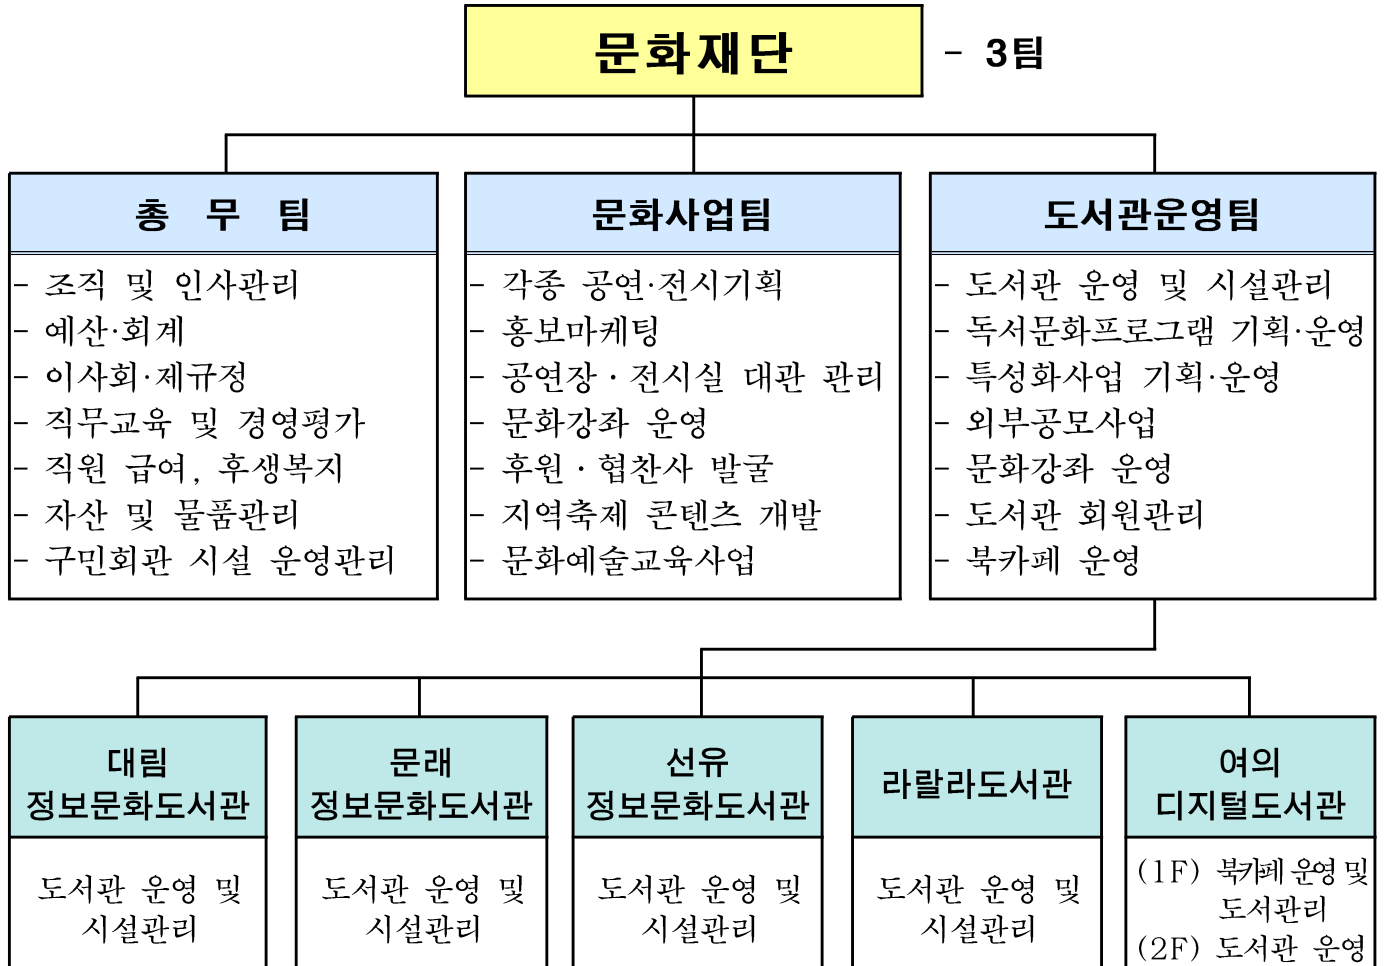 문화재단
- 3팀
총 무 팀
- 조직 및 인사관리
- 예산·회계
- 이사회·제규정
- 직무교육 및 경영평가
- 직원 급여, 후생복지
- 자산 및 물품관리
- 구민회관 시설 운영관리
문화사업팀
- 각종 공연·전시기획
- 홍보마케팅
- 공연장·전시실 대관 관리
- 문화강좌 운영
- 후원·협찬사 발굴
- 지역축제 콘텐츠 개발
- 문화예술교육사업
도서관운영팀
- 도서관 운영 및 시설관리
- 독서문화프로그램 기획·운영
- 특성화사업 기획·운영
- 외부공모사업
- 문화강좌 운영
- 도서관 회원관리
- 북카페 운영
대림
정보문화도서관
도서관 운영 및
시설관리
문래
정보문화도서관
도서관 운영 및
시설관리
선유
정보문화도서관
도서관 운영 및
시설관리
라랄라도서관
도서관 운영 및
시설관리
여의
디지털도서관
(1F) 북카페 운영 및
도서관리
(2F) 도서관 운영